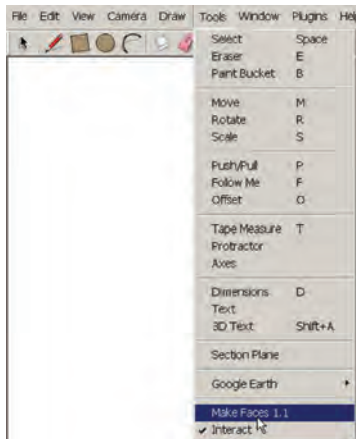 File Edit View Camera Draw Tools Window Plugins Hel
Select Space
Eraser E
Paint Bucket B
Move M
Rotate R
Scale S
Push/Pull P
Follow Me F
Offset O
Tape Measure T
Protractor
Axes
Dimensions D
Text
3D Text Shift+A
Section Plane
Google Earth
Make Faces 1.1
Interact